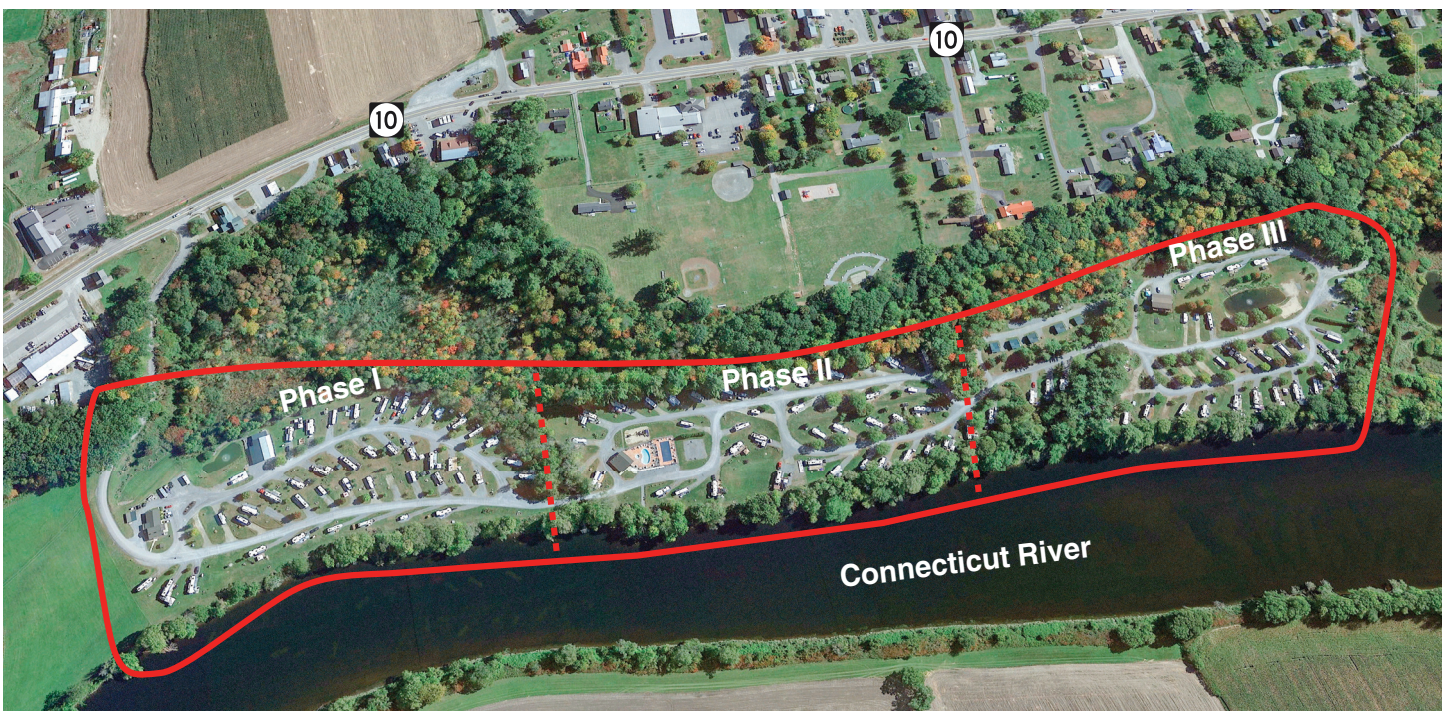 10
10
Phase III
Phase II
Phase I
Connecticut River